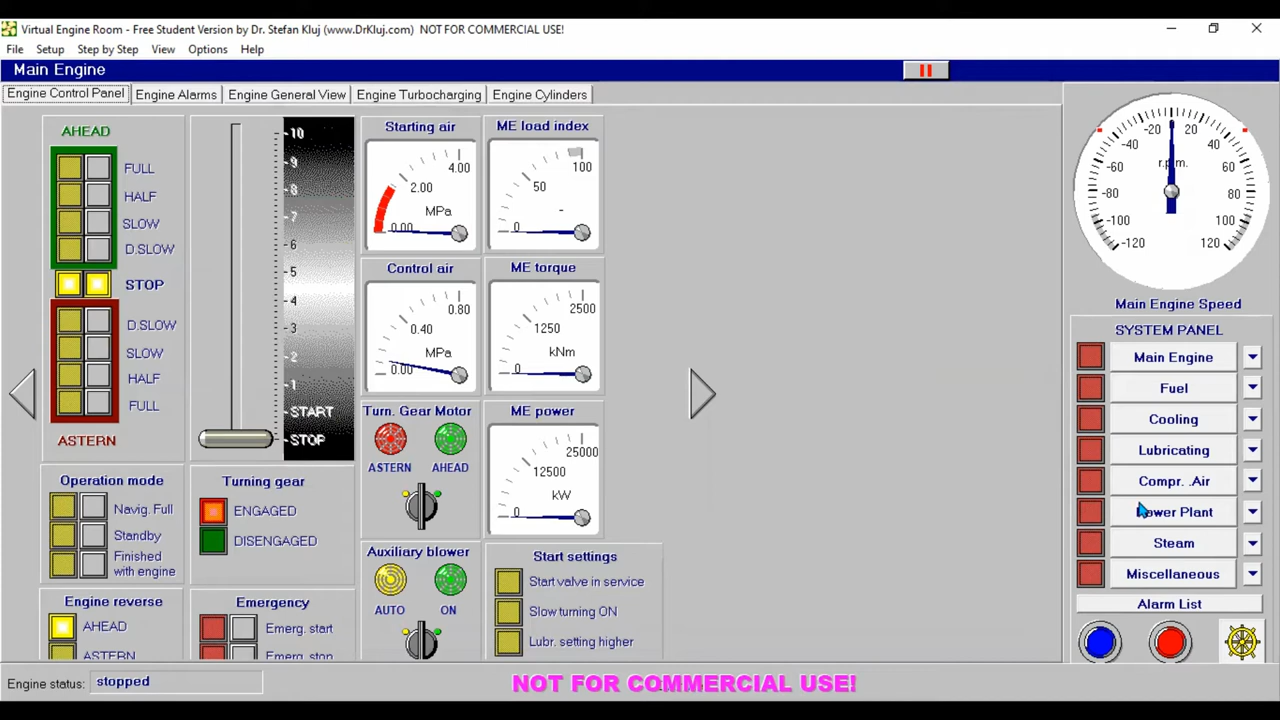 Virtual Engine Room - Free Student Version by Dr. Stefan Kluj (www.DrKluj.com)  NOT FOR COMMERCIAL USE!
File Setup Step by Step View Options Help
Main Engine
Engine Control Panel Engine Alarms Engine General View Engine Turbocharging Engine Cylinders
AHEAD
FULL
HALF
SLOW
D.SLOW
STOP
D.SLOW
SLOW
HALF
FULL
ASTERN
10
9
8
7
6
5
4
3
2
1
START
STOP
Starting air
4.00
2.00
MPa
0.00
ME load index
100
50
-
0
Control air
0.80
0.40
MPa
0.00
ME torque
2500
1250
kNm
0
Turn. Gear Motor
ASTERN AHEAD
ME power
25000
12500
kW
0
Operation mode
Navig. Full
Standby
Finished
with engine
Turning gear
ENGAGED
DISENGAGED
Auxiliary blower
AUTO ON
Start settings
Start valve in service
Slow turning ON
Lubr. setting higher
Engine reverse
AHEAD
ASTERN
Emergency
Emerg. start
Emerg. stop
-20 20
-40 40
r.p.m.
-60 60
-80 80
-100 100
-120 120
Main Engine Speed
SYSTEM PANEL
Main Engine
Fuel
Cooling
Lubricating
Compr. .Air
Power Plant
Steam
Miscellaneous
Alarm List
Engine status: stopped
NOT FOR COMMERCIAL USE!